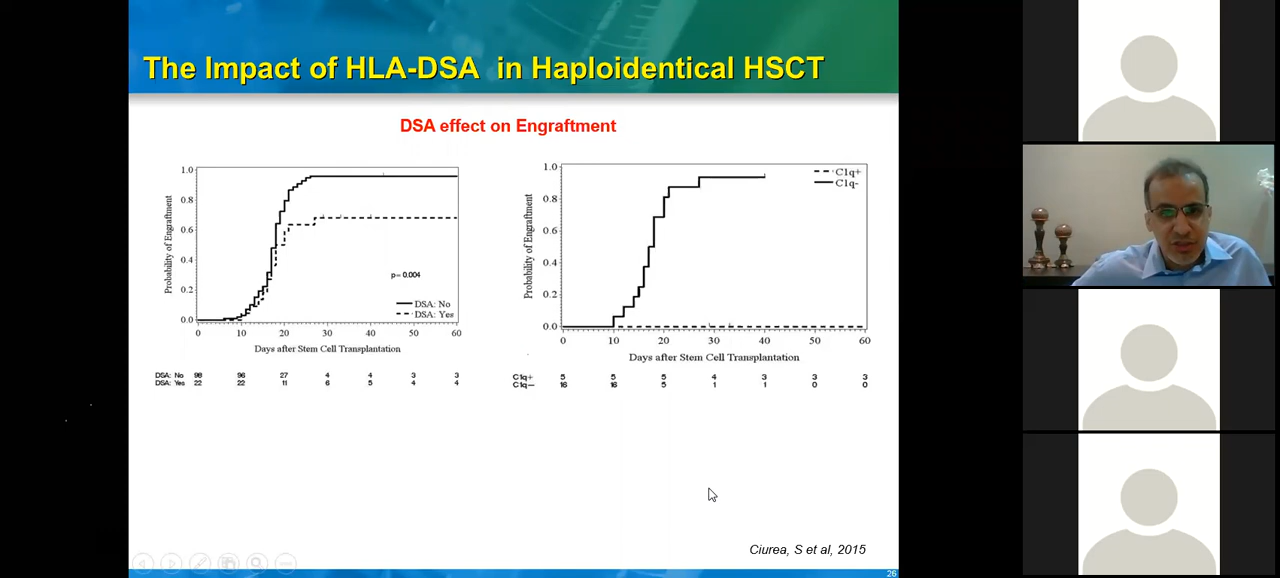 The Impact of HLA-DSA in Haploidentical HSCT
DSA effect on Engraftment
1.0
0.8
0.6
0.4
0.2
0.0
Probability of Engraftment
p = 0.004
DSA: No
DSA: Yes
0 10 20 30 40 50 60
Days after Stem Cell Transplantation
DSA: No 98 96 27 4 4 3 3
DSA: Yes 22 22 11 6 5 4 4
1.0
0.8
0.6
0.4
0.2
0.0
Probability of Engraftment
C1q+
C1q-
0 10 20 30 40 50 60
Days after Stem Cell Transplantation
C1q+ 5 5 5 4 3 3 3
C1q− 16 16 5 1 1 0 0
Ciurea, S et al, 2015
26